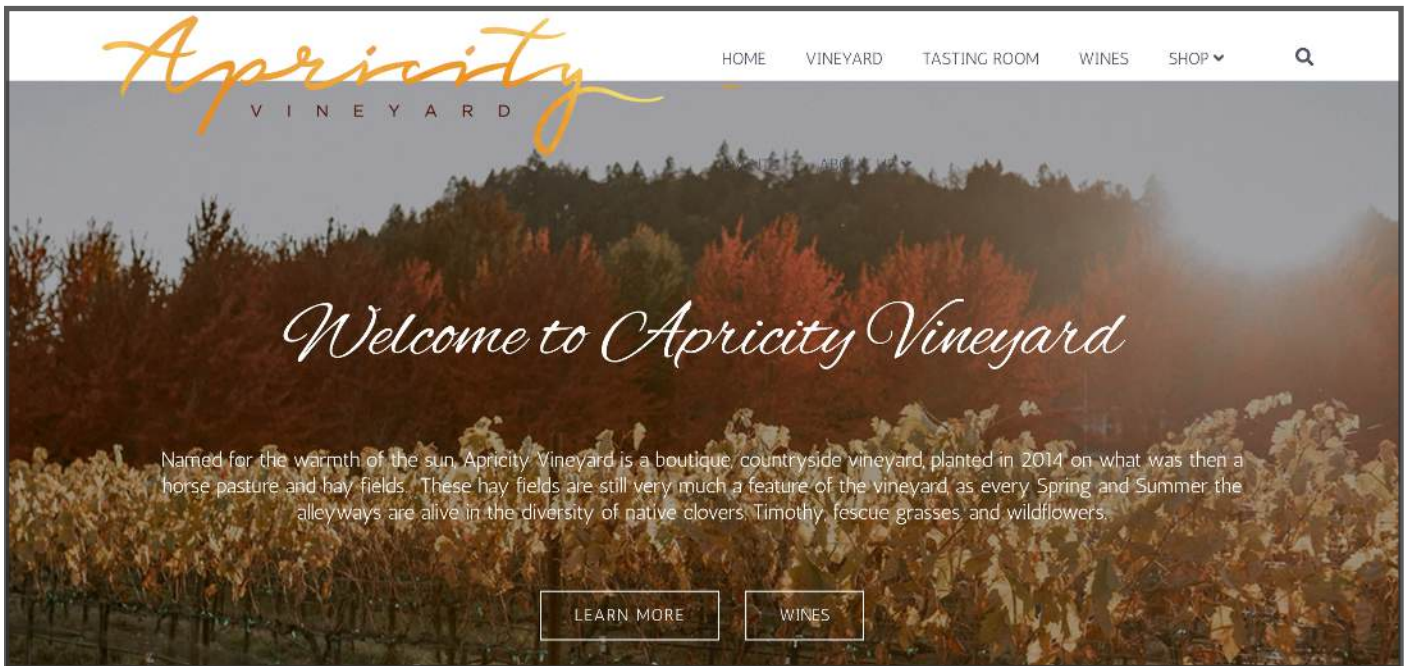 Apricity
VINEYARD
HOME VINEYARD TASTING ROOM WINES SHOP
ABOUT US
Welcome to Apricity Vineyard
Named for the warmth of the sun, Apricity Vineyard is a boutique, countryside vineyard, planted in 2014 on what was then a
horse pasture and hay fields. These hay fields are still very much a feature of the vineyard, as every Spring and Summer the
alleyways are alive in the diversity of native clovers, Timothy, fescue grasses, and wildflowers.
LEARN MORE WINES